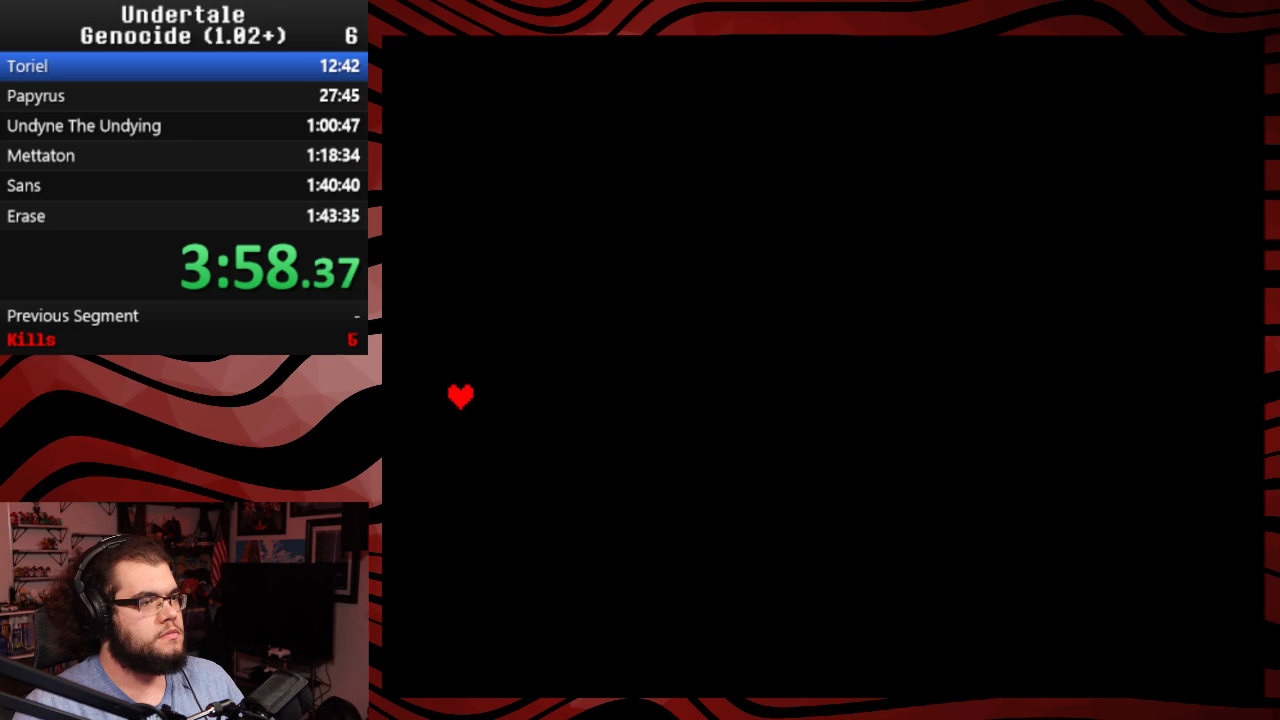 Undertale
Genocide (1.02+) 6
Toriel 12:42
Papyrus 27:45
Undyne The Undying 1:00:47
Mettaton 1:18:34
Sans 1:40:40
Erase 1:43:35
3:58.37
Previous Segment -
Kills 5